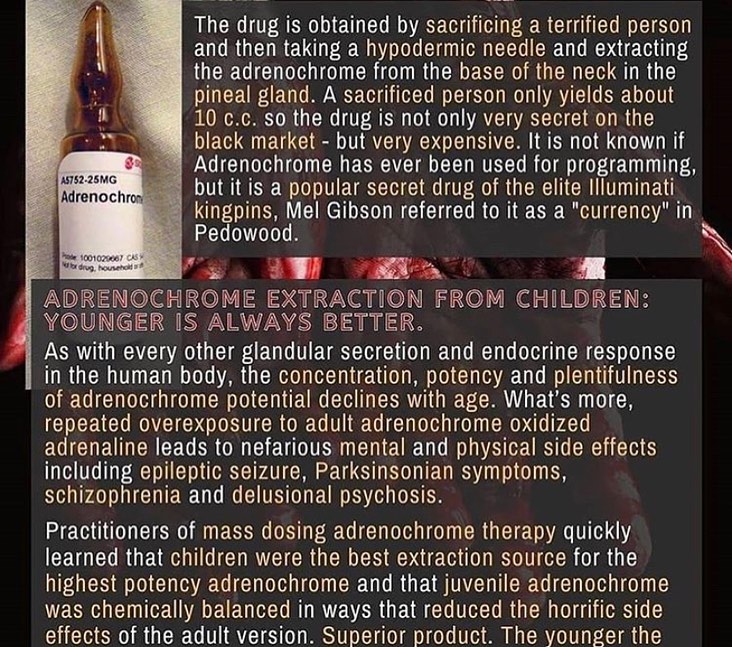 The drug is obtained by sacrificing a terrified person
and then taking a hypodermic needle and extracting
the adrenochrome from the base of the neck in the
pineal gland. A sacrificed person only yields about
10 c.c. so the drug is not only very secret on the
black market - but very expensive. It is not known if
Adrenochrome has ever been used for programming,
but it is a popular secret drug of the elite Illuminati
kingpins, Mel Gibson referred to it as a "currency" in
Pedowood.
A5752-25MG
Adrenochrom
Pcode: 1001029667 CAS
Not for drug, household or
ADRENOCHROME EXTRACTION FROM CHILDREN:
YOUNGER IS ALWAYS BETTER.
As with every other glandular secretion and endocrine response
in the human body, the concentration, potency and plentifulness
of adrenocrhrome potential declines with age. What's more,
repeated overexposure to adult adrenochrome oxidized
adrenaline leads to nefarious mental and physical side effects
including epileptic seizure, Parksinsonian symptoms,
schizophrenia and delusional psychosis.
Practitioners of mass dosing adrenochrome therapy quickly
learned that children were the best extraction source for the
highest potency adrenochrome and that juvenile adrenochrome
was chemically balanced in ways that reduced the horrific side
effects of the adult version. Superior product. The younger the